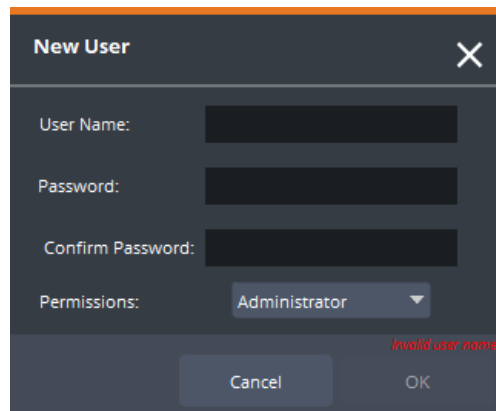 New User
User Name:
Password:
Confirm Password:
Permissions: Administrator
Invalid user name
Cancel OK